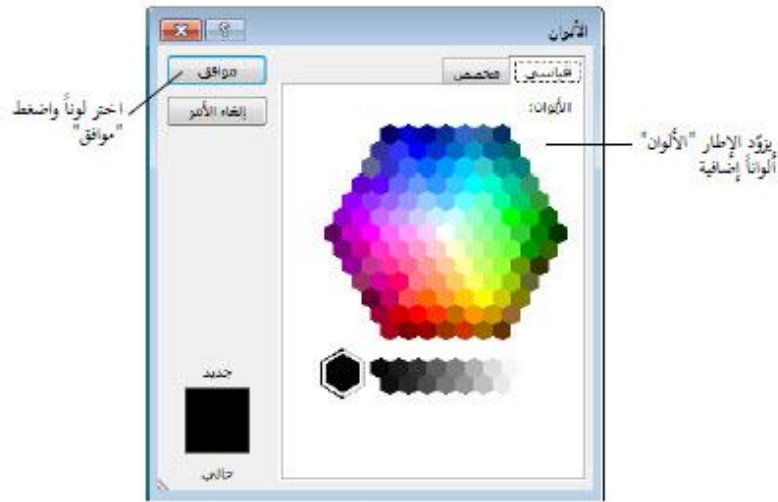 الألوان
قياسي
مخصص
موافق
إلغاء الأمر
الألوان:
اختر لوناً واضغط
"موافق"
يزوّد الإطار "الألوان"
ألواناً إضافية
جديد
حالي